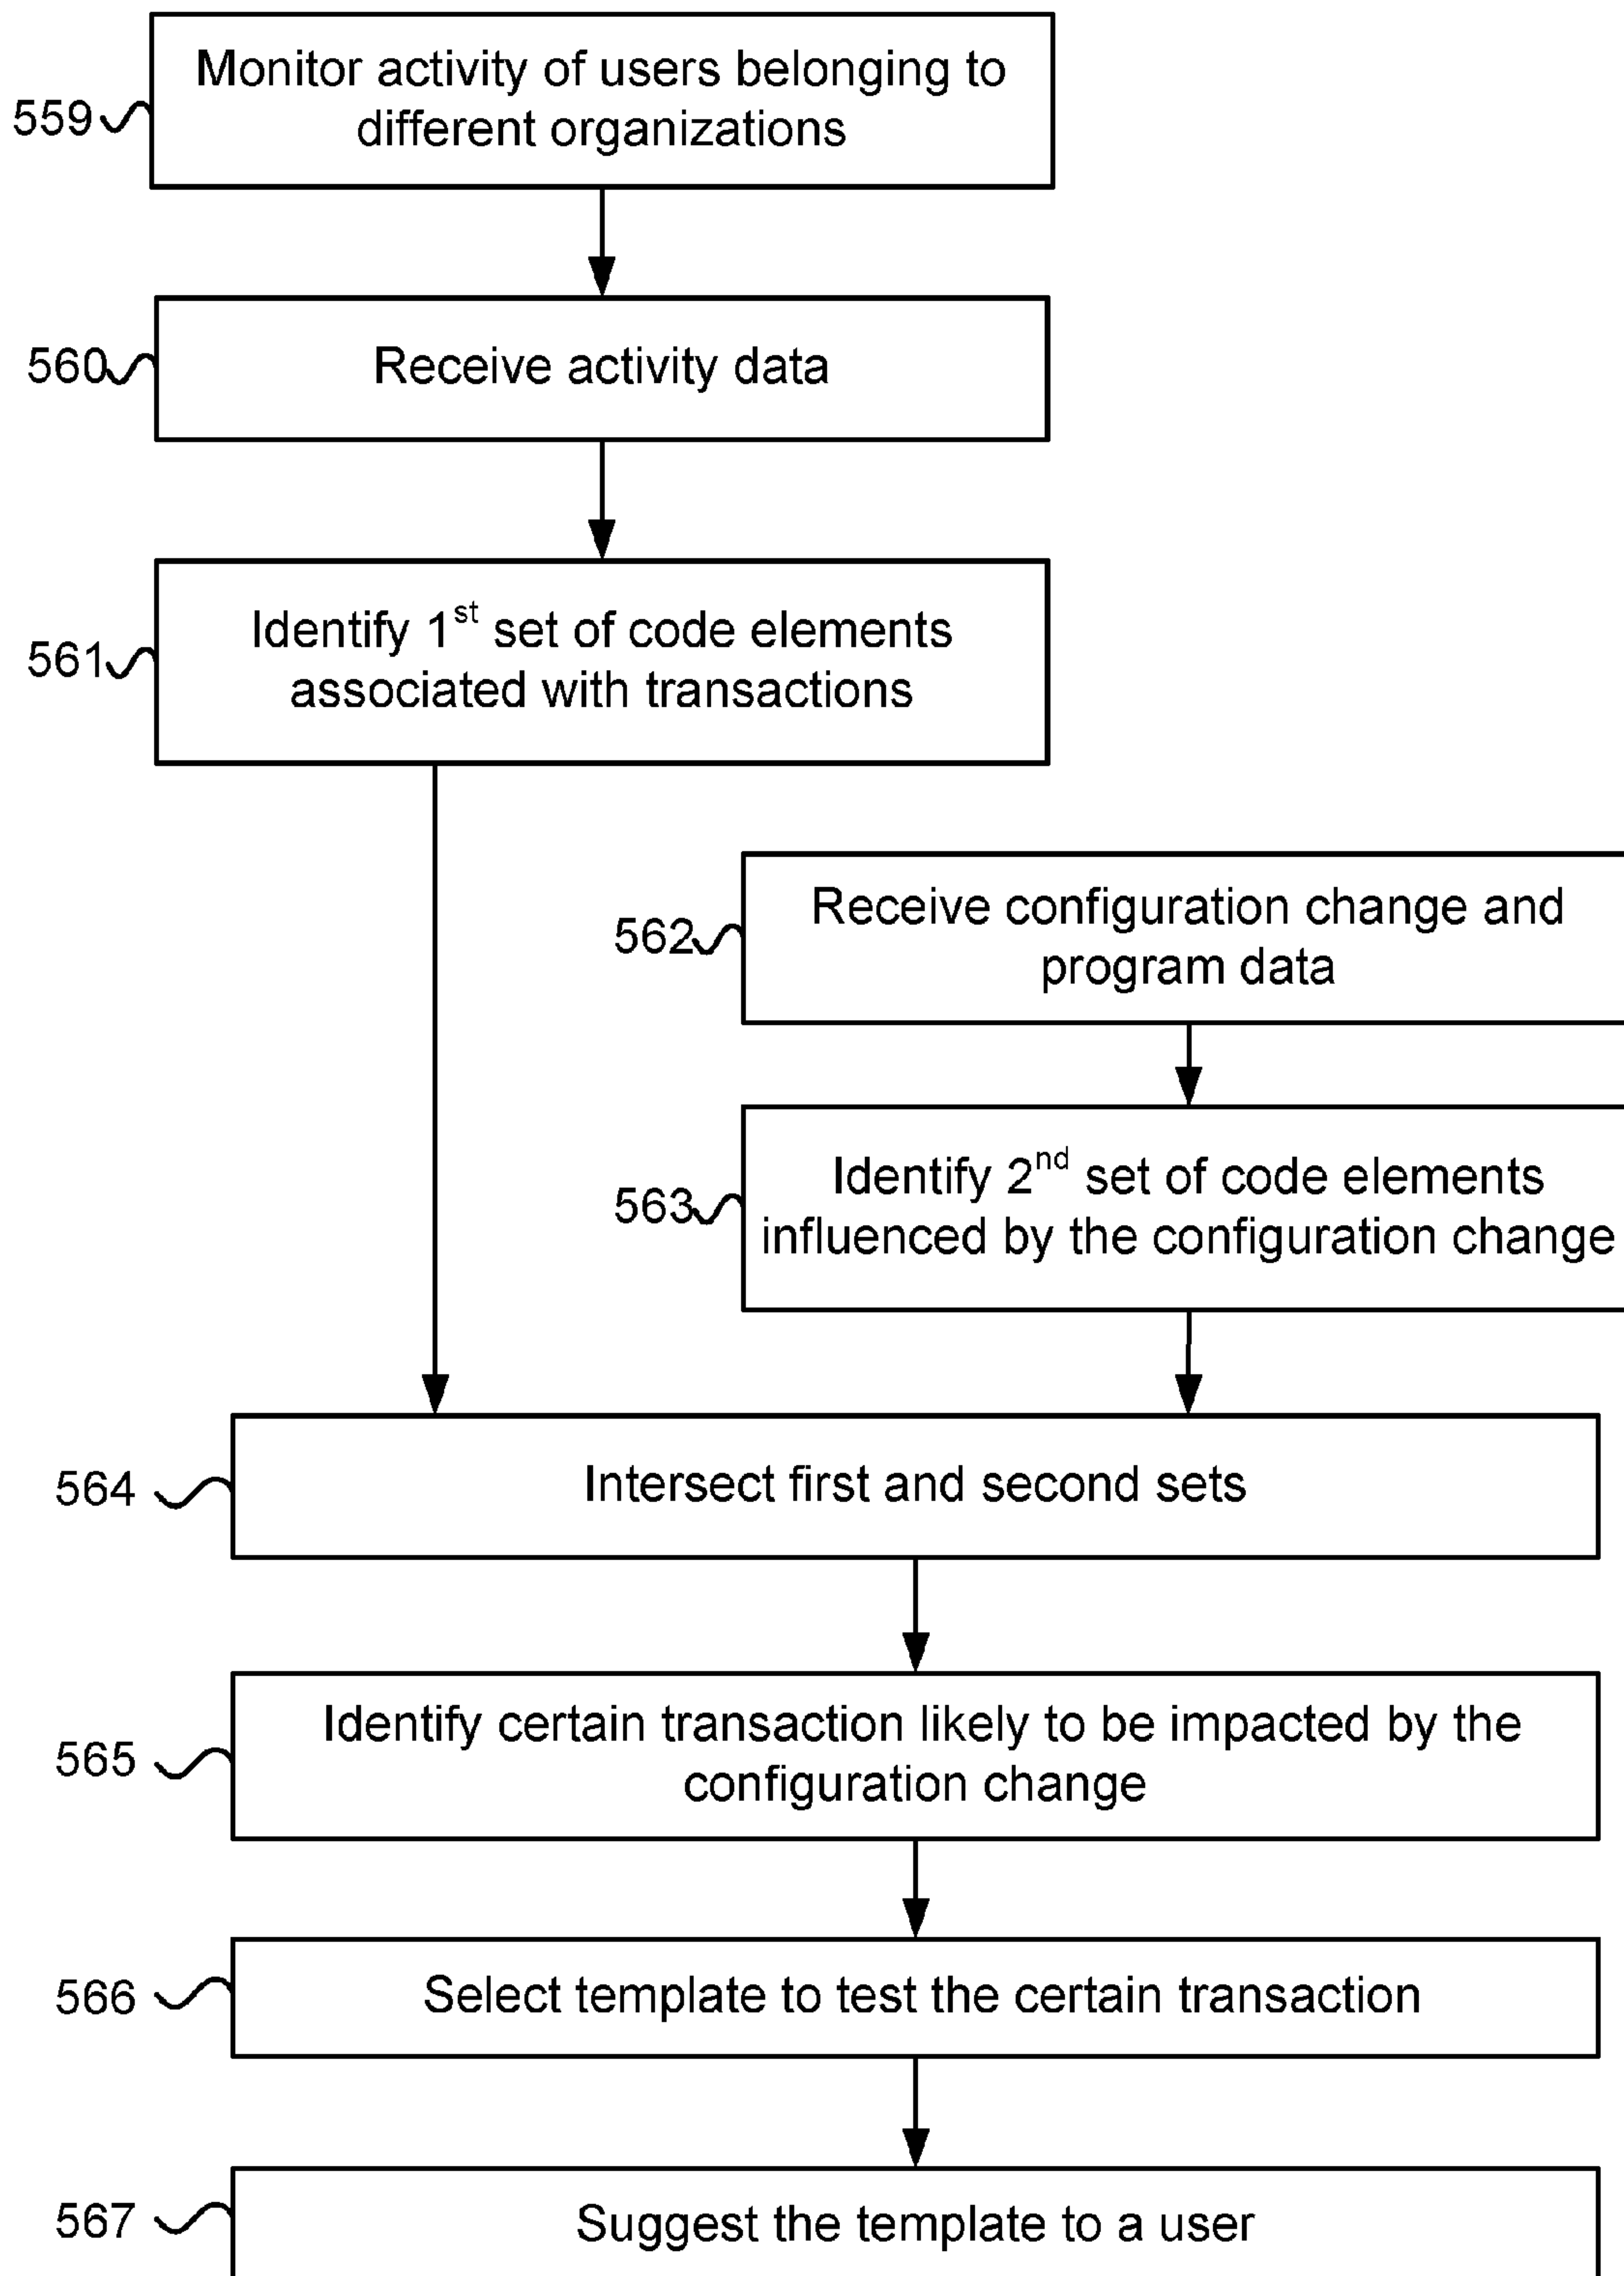 559
Monitor activity of users belonging to
different organizations
560
Receive activity data
561
Identify 1st set of code elements
associated with transactions
562
Receive configuration change and
program data
563
Identify 2nd set of code elements
influenced by the configuration change
564
Intersect first and second sets
565
Identify certain transaction likely to be impacted by the
configuration change
566
Select template to test the certain transaction
567
Suggest the template to a user